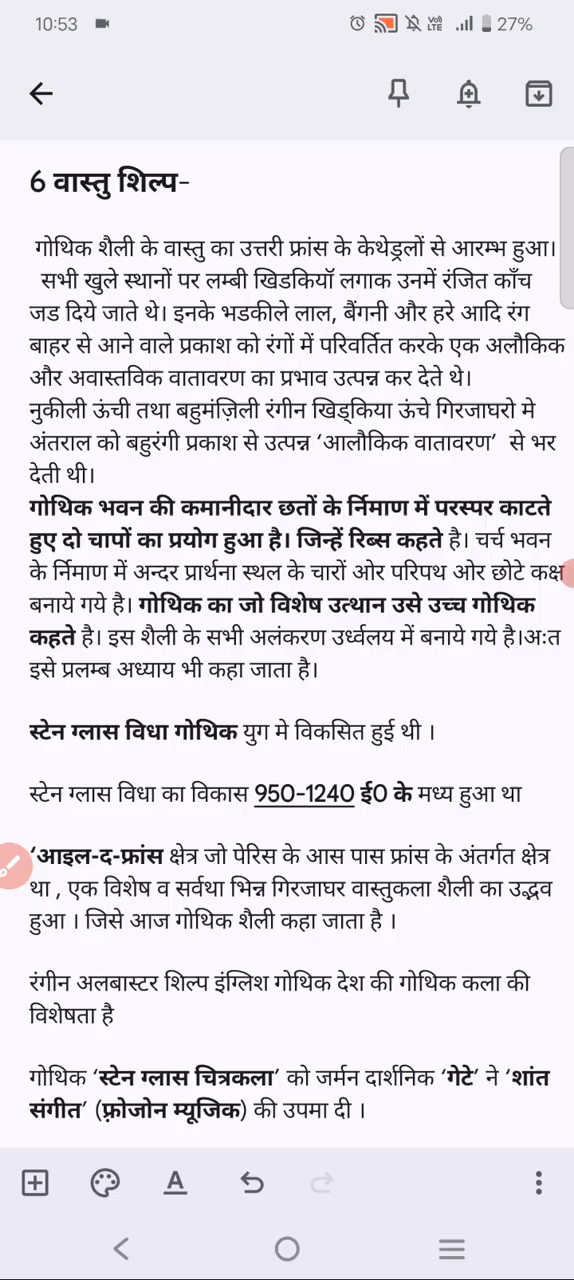 10:53
Vo) LTE
27%
6 वास्तु शिल्प-
गोथिक शैली के वास्तु का उत्तरी फ्रांस के केथेड्रलों से आरम्भ हुआ।
सभी खुले स्थानों पर लम्बी खिडकियॉ लगाक उनमें रंजित काँच
जड दिये जाते थे। इनके भडकीले लाल, बैंगनी और हरे आदि रंग
बाहर से आने वाले प्रकाश को रंगों में परिवर्तित करके एक अलौकिक
और अवास्तविक वातावरण का प्रभाव उत्पन्न कर देते थे।
नुकीली ऊंची तथा बहुमंज़िली रंगीन खिड्किया ऊंचे गिरजाघरो मे
अंतराल को बहुरंगी प्रकाश से उत्पन्न ‘आलौकिक वातावरण’ से भर
देती थी।
गोथिक भवन की कमानीदार छतों के र्निमाण में परस्पर काटते
हुए दो चापों का प्रयोग हुआ है। जिन्हें रिब्स कहते है। चर्च भवन
के र्निमाण में अन्दर प्रार्थना स्थल के चारों ओर परिपथ ओर छोटे कक्ष
बनाये गये है। गोथिक का जो विशेष उत्थान उसे उच्च गोथिक
कहते है। इस शैली के सभी अलंकरण उर्ध्वलय में बनाये गये है।अःत
इसे प्रलम्ब अध्याय भी कहा जाता है।
स्टेन ग्लास विधा गोथिक युग मे विकसित हुई थी ।
स्टेन ग्लास विधा का विकास 950-1240 ई0 के मध्य हुआ था
‘आइल-द-फ्रांस क्षेत्र जो पेरिस के आस पास फ्रांस के अंतर्गत क्षेत्र
था , एक विशेष व सर्वथा भिन्न गिरजाघर वास्तुकला शैली का उद्भव
हुआ । जिसे आज गोथिक शैली कहा जाता है ।
रंगीन अलबास्टर शिल्प इंग्लिश गोथिक देश की गोथिक कला की
विशेषता है
गोथिक ‘स्टेन ग्लास चित्रकला’ को जर्मन दार्शनिक ‘गेटे’ ने ‘शांत
संगीत’ (फ़्रोजोन म्यूजिक) की उपमा दी ।
A